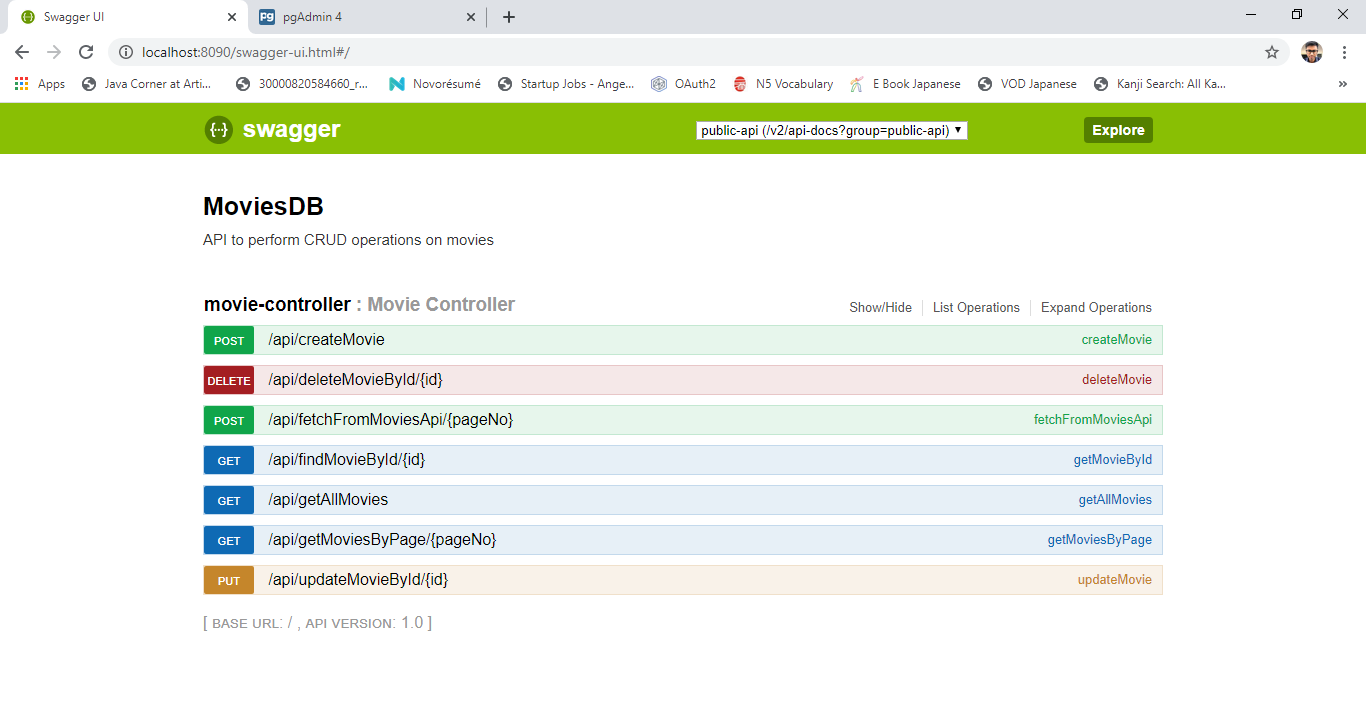 Swagger UI
pgAdmin 4
localhost:8090/swagger-ui.html#/
Apps Java Corner at Arti... 30000820584660_r... Novorésumé Startup Jobs - Ange... OAuth2 N5 Vocabulary E Book Japanese VOD Japanese Kanji Search: All Ka... »
{··} swagger public-api (/v2/api-docs?group=public-api) Explore
MoviesDB
API to perform CRUD operations on movies
movie-controller : Movie Controller Show/Hide List Operations Expand Operations
POST /api/createMovie createMovie
DELETE /api/deleteMovieById/{id} deleteMovie
POST /api/fetchFromMoviesApi/{pageNo} fetchFromMoviesApi
GET /api/findMovieById/{id} getMovieById
GET /api/getAllMovies getAllMovies
GET /api/getMoviesByPage/{pageNo} getMoviesByPage
PUT /api/updateMovieById/{id} updateMovie
[ BASE URL: / , API VERSION: 1.0 ]